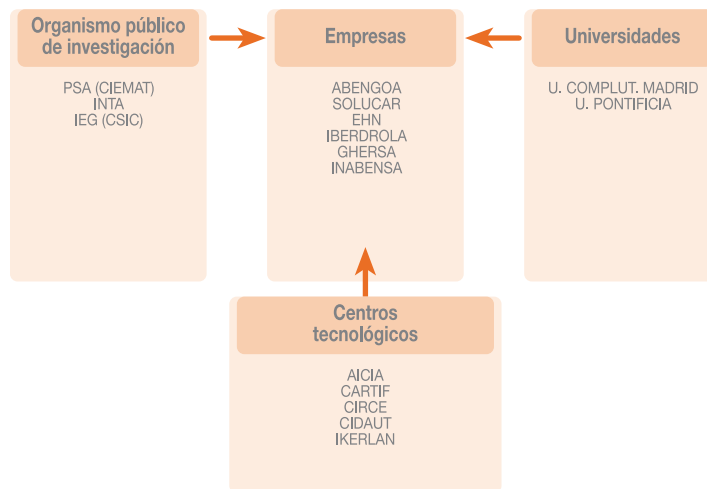 Organismo público
de investigación
PSA (CIEMAT)
INTA
IEG (CSIC)
Empresas
ABENGOA
SOLUCAR
EHN
IBERDROLA
GHERSA
INABENSA
Universidades
U. COMPLUT. MADRID
U. PONTIFICIA
Centros
tecnológicos
AICIA
CARTIF
CIRCE
CIDAUT
IKERLAN